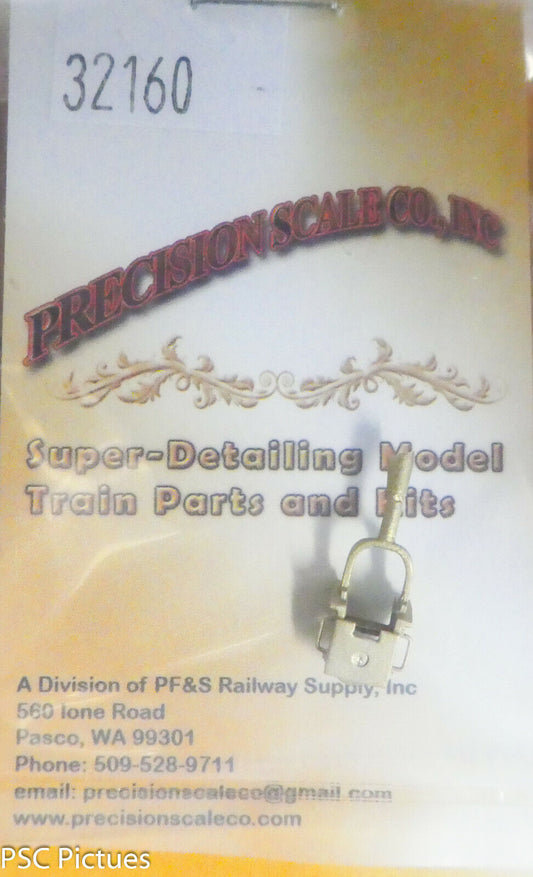 32160
PRECISION SCALE CO., INC
Super-Detailing Model
Train Parts and Kits
A Division of PF&S Railway Supply, Inc
560 Ione Road
Pasco, WA 99301
Phone: 509-528-9711
email: precisionscaleco@gmail.com
www.precisionscaleco.com
PSC Pictues